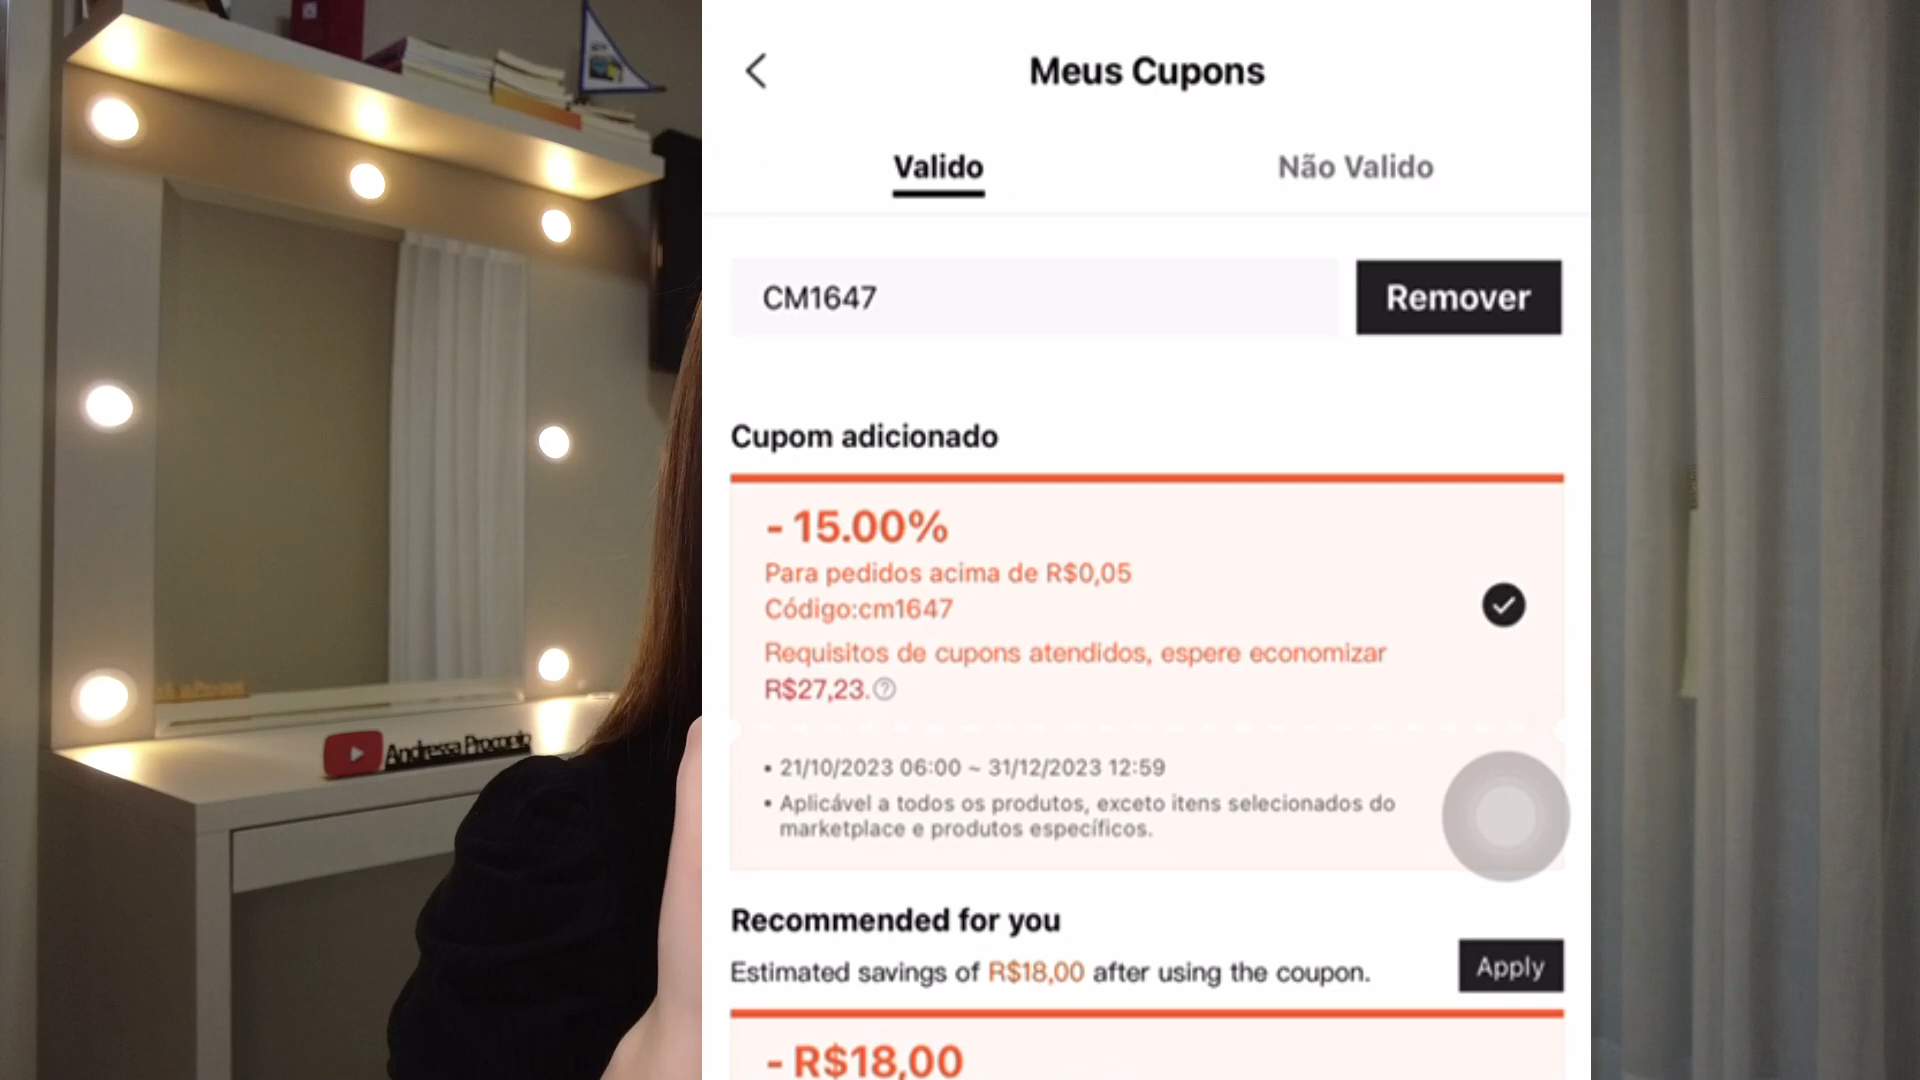 Meus Cupons
Valido
Não Valido
CM1647
Remover
Cupom adicionado
- 15.00%
Para pedidos acima de R$0,05
Código:cm1647
Requisitos de cupons atendidos, espere economizar
R$27,23.
• 21/10/2023 06:00 ~ 31/12/2023 12:59
• Aplicável a todos os produtos, exceto itens selecionados do
marketplace e produtos específicos.
Recommended for you
Estimated savings of R$18,00 after using the coupon.
Apply
- R$18,00
Andressa Procopio